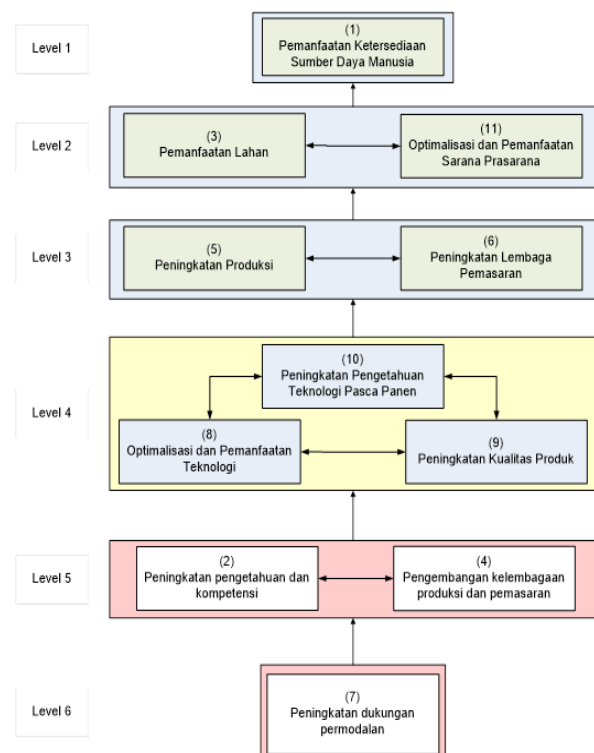 Level 1
(1)
Pemanfaatan Ketersediaan
Sumber Daya Manusia
Level 2
(3)
Pemanfaatan Lahan
(11)
Optimalisasi dan Pemanfaatan
Sarana Prasarana
Level 3
(5)
Peningkatan Produksi
(6)
Peningkatan Lembaga
Pemasaran
Level 4
(10)
Peningkatan Pengetahuan
Teknologi Pasca Panen
(8)
Optimalisasi dan Pemanfaatan
Teknologi
(9)
Peningkatan Kualitas Produk
Level 5
(2)
Peningkatan pengetahuan dan
kompetensi
(4)
Pengembangan kelembagaan
produksi dan pemasaran
Level 6
(7)
Peningkatan dukungan
permodalan